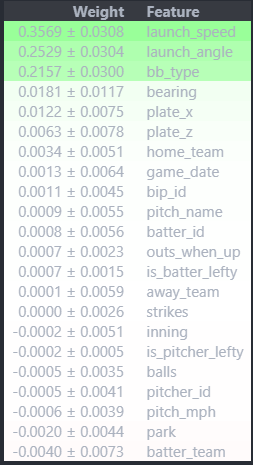 Weight Feature
0.3569 ± 0.0308 launch_speed
0.2529 ± 0.0304 launch_angle
0.2157 ± 0.0300 bb_type
0.0181 ± 0.0117 bearing
0.0122 ± 0.0075 plate_x
0.0063 ± 0.0078 plate_z
0.0034 ± 0.0051 home_team
0.0013 ± 0.0064 game_date
0.0011 ± 0.0045 bip_id
0.0009 ± 0.0055 pitch_name
0.0008 ± 0.0056 batter_id
0.0007 ± 0.0023 outs_when_up
0.0007 ± 0.0015 is_batter_lefty
0.0001 ± 0.0059 away_team
0.0000 ± 0.0026 strikes
-0.0002 ± 0.0051 inning
-0.0002 ± 0.0005 is_pitcher_lefty
-0.0005 ± 0.0035 balls
-0.0005 ± 0.0041 pitcher_id
-0.0006 ± 0.0039 pitch_mph
-0.0020 ± 0.0044 park
-0.0040 ± 0.0073 batter_team